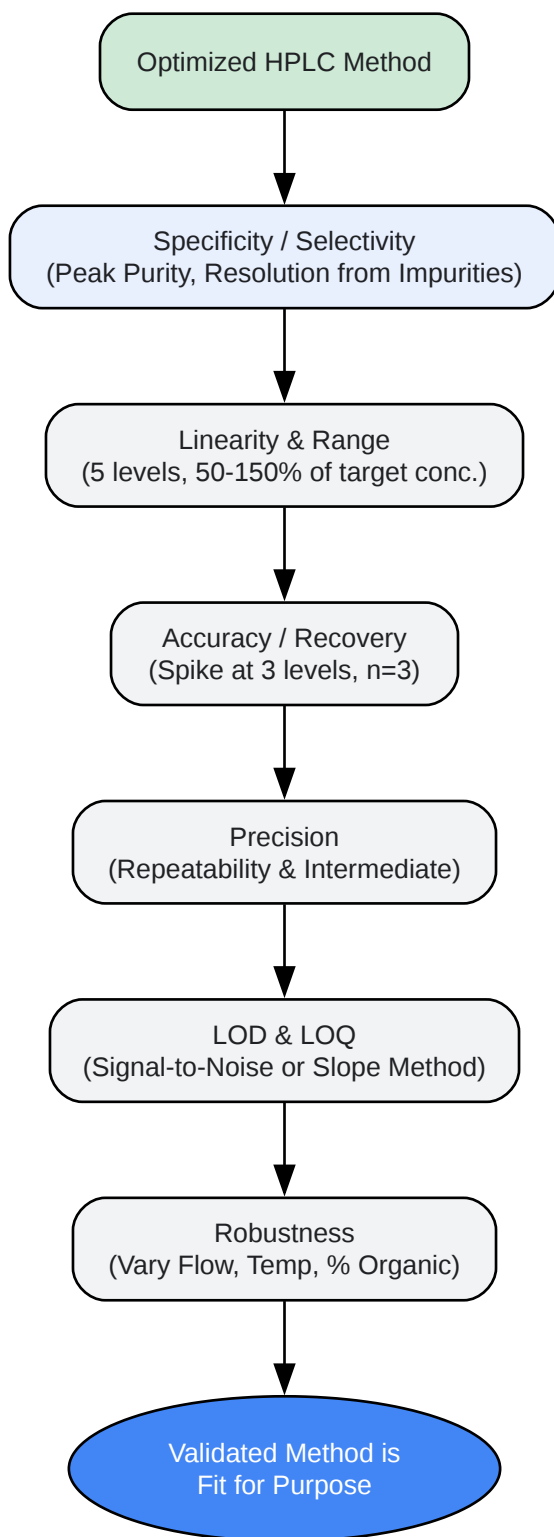 Optimized HPLC Method
Specificity / Selectivity
(Peak Purity, Resolution from Impurities)
Linearity & Range
(5 levels, 50-150% of target conc.)
Accuracy / Recovery
(Spike at 3 levels, n=3)
Precision
(Repeatability & Intermediate)
LOD & LOQ
(Signal-to-Noise or Slope Method)
Robustness
(Vary Flow, Temp, % Organic)
Validated Method is
Fit for Purpose